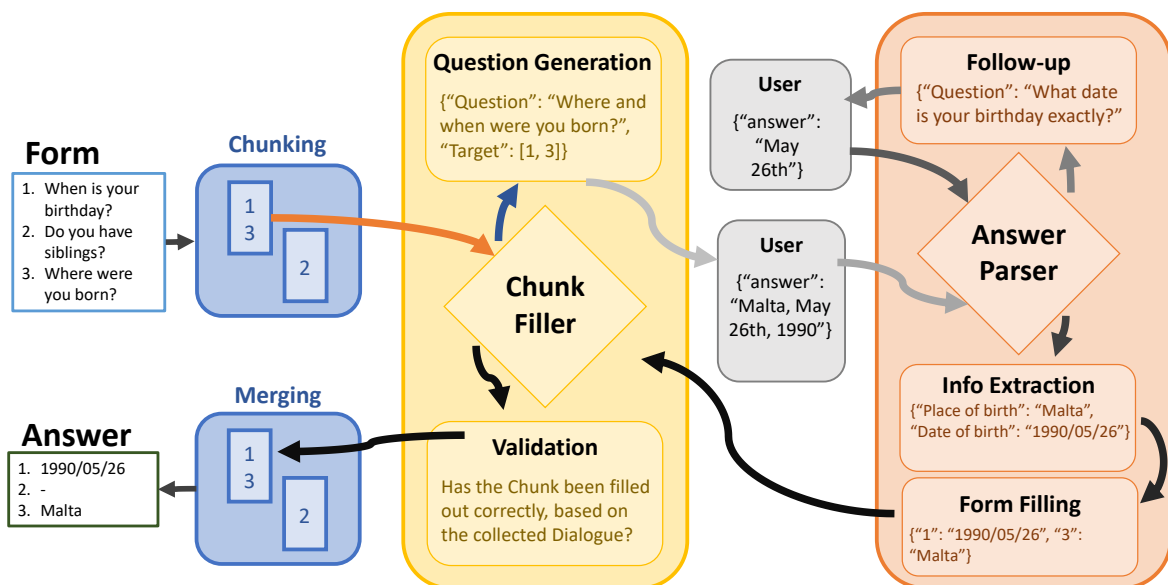 Form
1. When is your
birthday?
2. Do you have
siblings?
3. Where were
you born?
Chunking
1
3
2
Question Generation
{“Question”: “Where and
when were you born?”,
“Target”: [1, 3]}
Chunk
Filler
Validation
Has the Chunk been filled
out correctly, based on
the collected Dialogue?
User
{“answer”:
“May
26th”}
User
{“answer”:
“Malta, May
26th, 1990”}
Follow-up
{“Question”: “What date
is your birthday exactly?”
Answer
Parser
Info Extraction
{“Place of birth”: “Malta”,
“Date of birth”: “1990/05/26”}
Form Filling
{“1”: “1990/05/26”, “3”:
“Malta”}
Merging
1
3
2
Answer
1. 1990/05/26
2. -
3. Malta